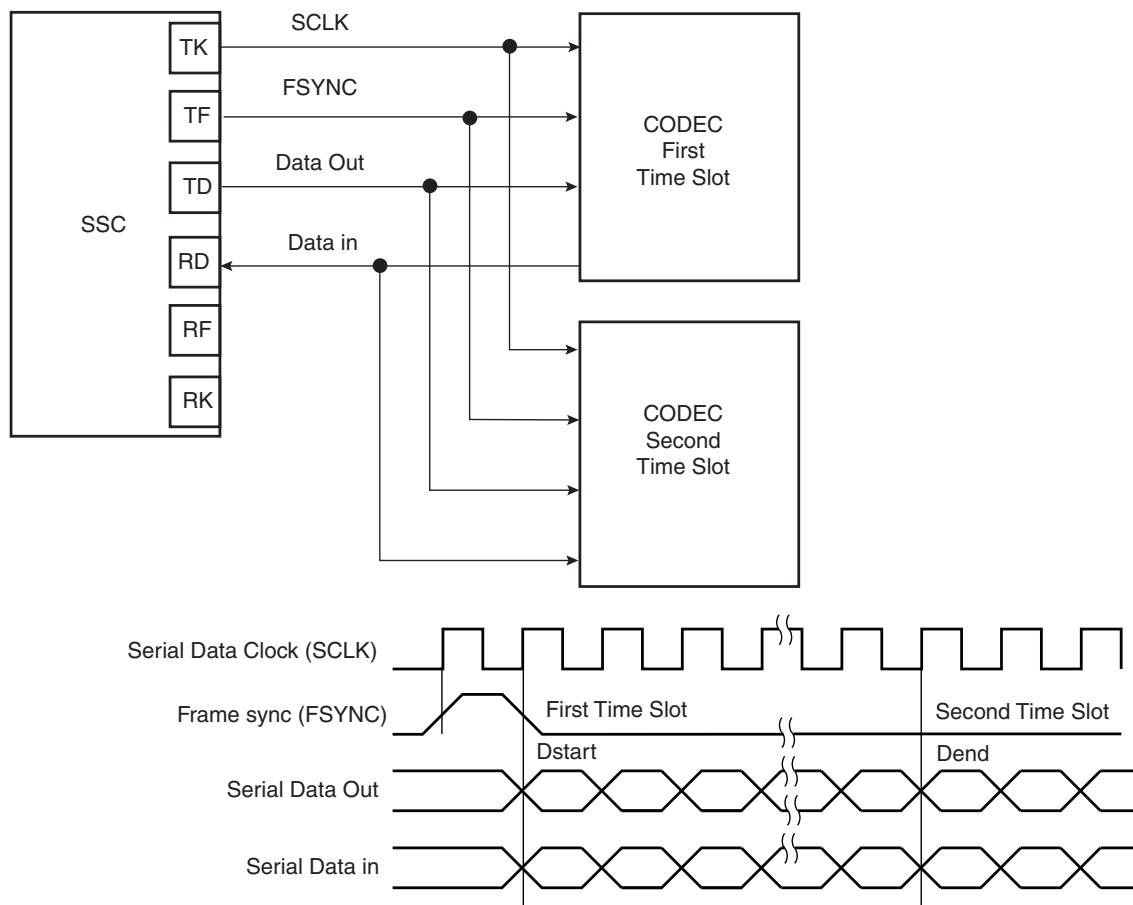 SSC
TK
TF
TD
RD
RF
RK
SCLK
FSYNC
Data Out
Data in
CODEC
First
Time Slot
CODEC
Second
Time Slot
Serial Data Clock (SCLK)
Frame sync (FSYNC)
First Time Slot
Second Time Slot
Dstart
Dend
Serial Data Out
Serial Data in